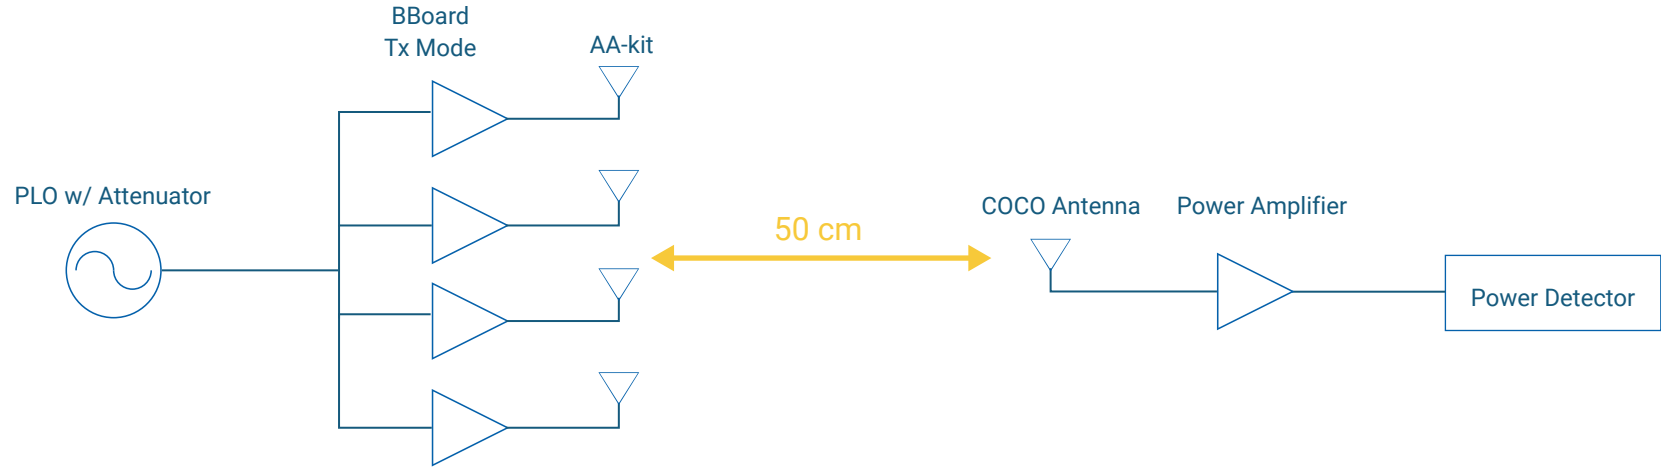 BBoard
Tx Mode
AA-kit
PLO w/ Attenuator
50 cm
COCO Antenna
Power Amplifier
Power Detector